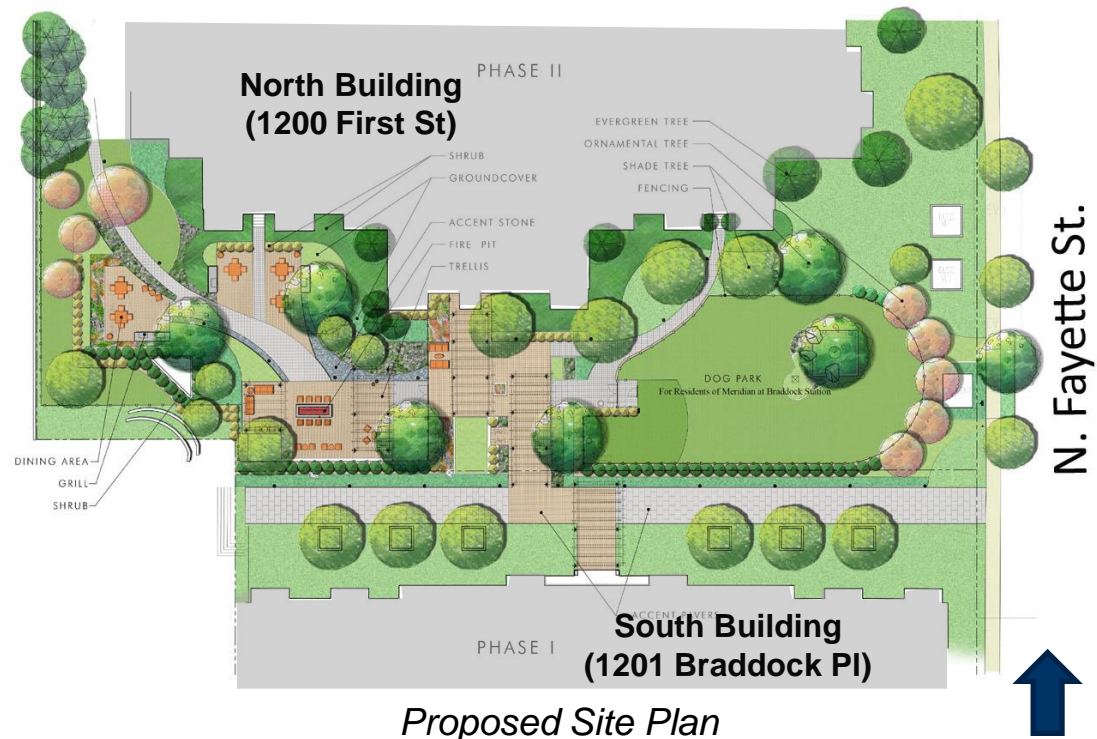 PHASE II
North Building
(1200 First St)
EVERGREEN TREE
ORNAMENTAL TREE
SHADE TREE
FENCING
SHRUB
GROUNDCOVER
ACCENT STONE
FIRE PIT
TRELLIS
DOG PARK
For Residents of Meridian at Braddock Station
N. Fayette St.
DINING AREA
GRILL
SHRUB
ACCENT PAVERS
PHASE I
South Building
(1201 Braddock Pl)
Proposed Site Plan